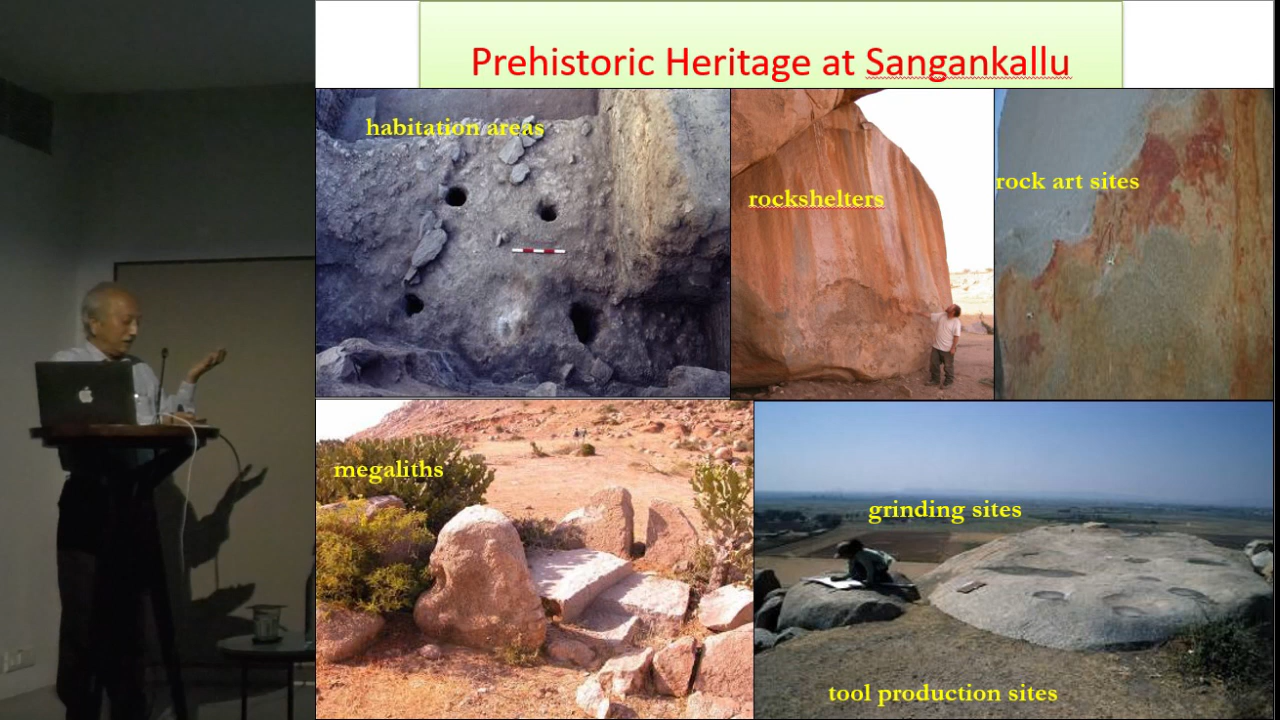 Prehistoric Heritage at Sangankallu
habitation areas
rockshelters
rock art sites
megaliths
grinding sites
tool production sites